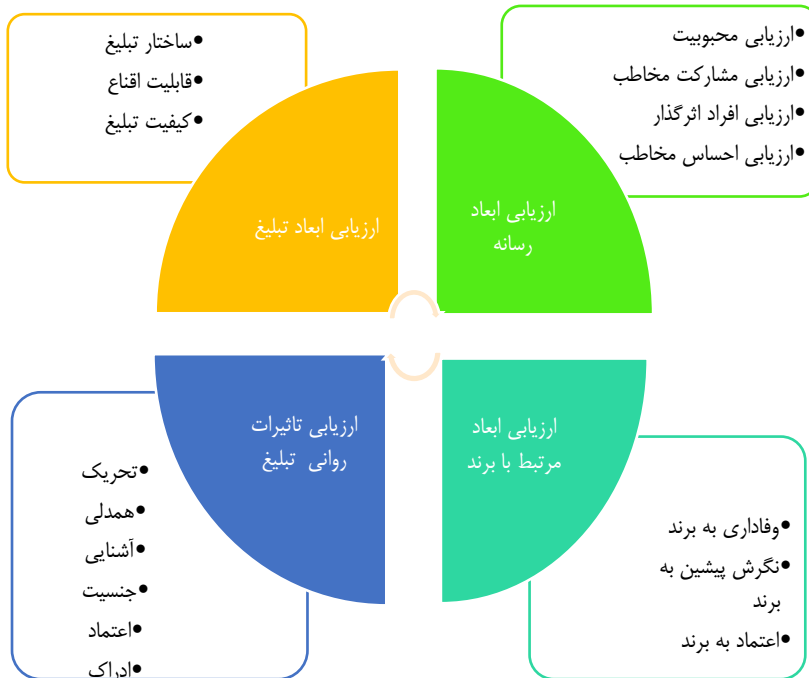 ارزیابی محبوبیت
ارزیابی مشارکت مخاطب
ارزیابی افراد اثرگذار
ارزیابی احساس مخاطب
ارزیابی ابعاد
رسانه
ساختار تبلیغ
قابلیت اقناع
کیفیت تبلیغ
ارزیابی ابعاد تبلیغ
ارزیابی ابعاد
مرتبط با برند
وفاداری به برند
نگرش پیشین به
برند
اعتماد به برند
ارزیابی تاثیرات
روانی تبلیغ
تحریک
همدلی
آشنایی
جنسیت
اعتماد
ادراک